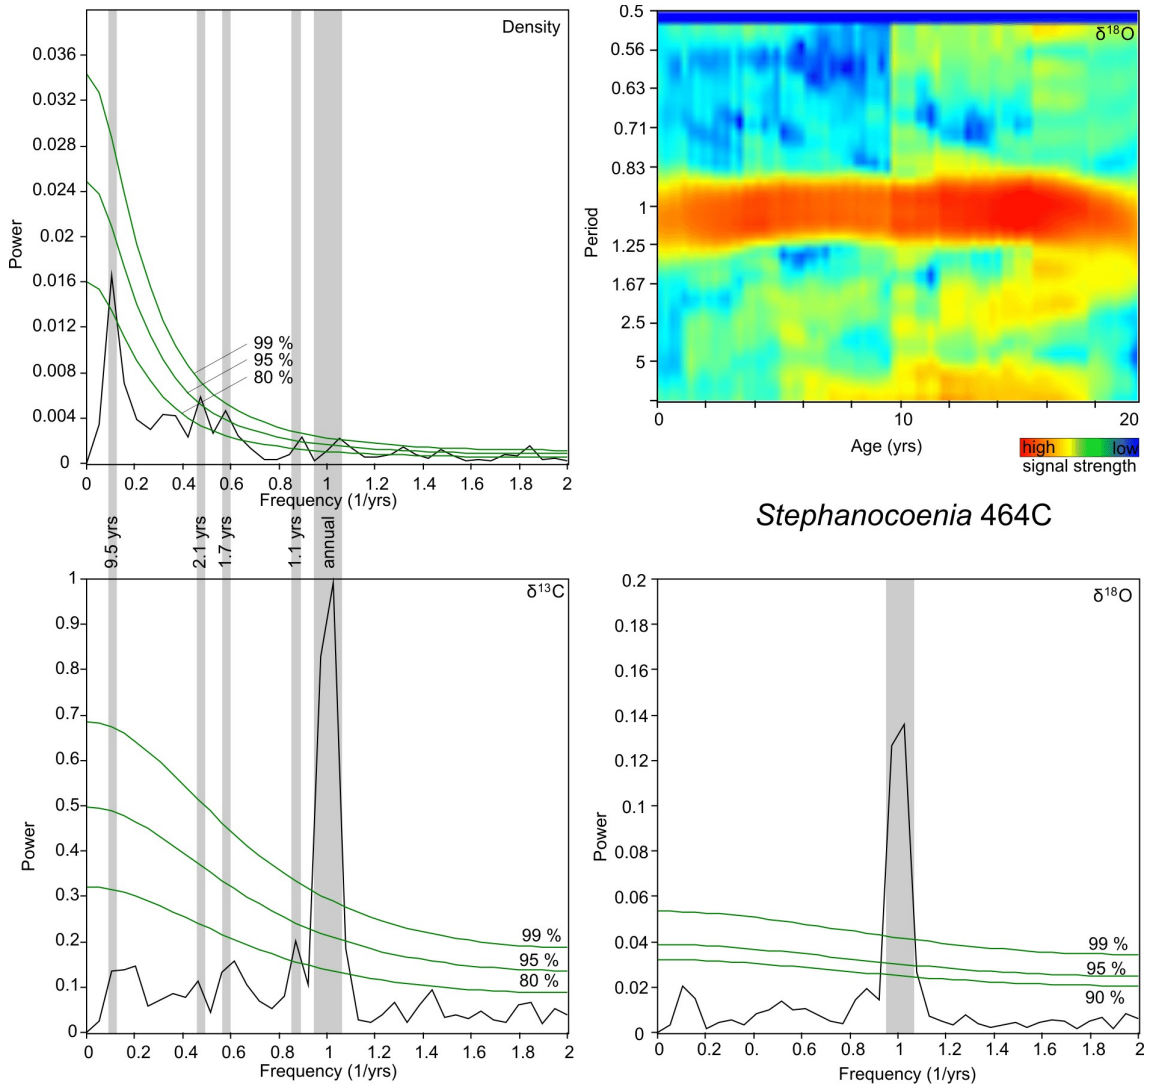 Density
0.036
0.032
0.028
0.024
0.02
0.016
0.012
0.008
0.004
0
Power
99 %
95 %
80 %
0 0.2 0.4 0.6 0.8 1 1.2 1.4 1.6 1.8 2
Frequency (1/yrs)
δ¹⁸O
0.5
0.56
0.63
0.71
0.83
1
1.25
1.67
2.5
5
Period
0 10 20
Age (yrs)
high low
signal strength
Stephanocoenia 464C
9.5 yrs
2.1 yrs
1.7 yrs
1.1 yrs
annual
δ¹³C
1
0.9
0.8
0.7
0.6
0.5
0.4
0.3
0.2
0.1
0
Power
99 %
95 %
80 %
0 0.2 0.4 0.6 0.8 1 1.2 1.4 1.6 1.8 2
Frequency (1/yrs)
δ¹⁸O
0.2
0.18
0.16
0.14
0.12
0.1
0.08
0.06
0.04
0.02
0
Power
99 %
95 %
90 %
0 0.2 0. 0.6 0.8 1 1.2 1.4 1.6 1.8 2
Frequency (1/yrs)